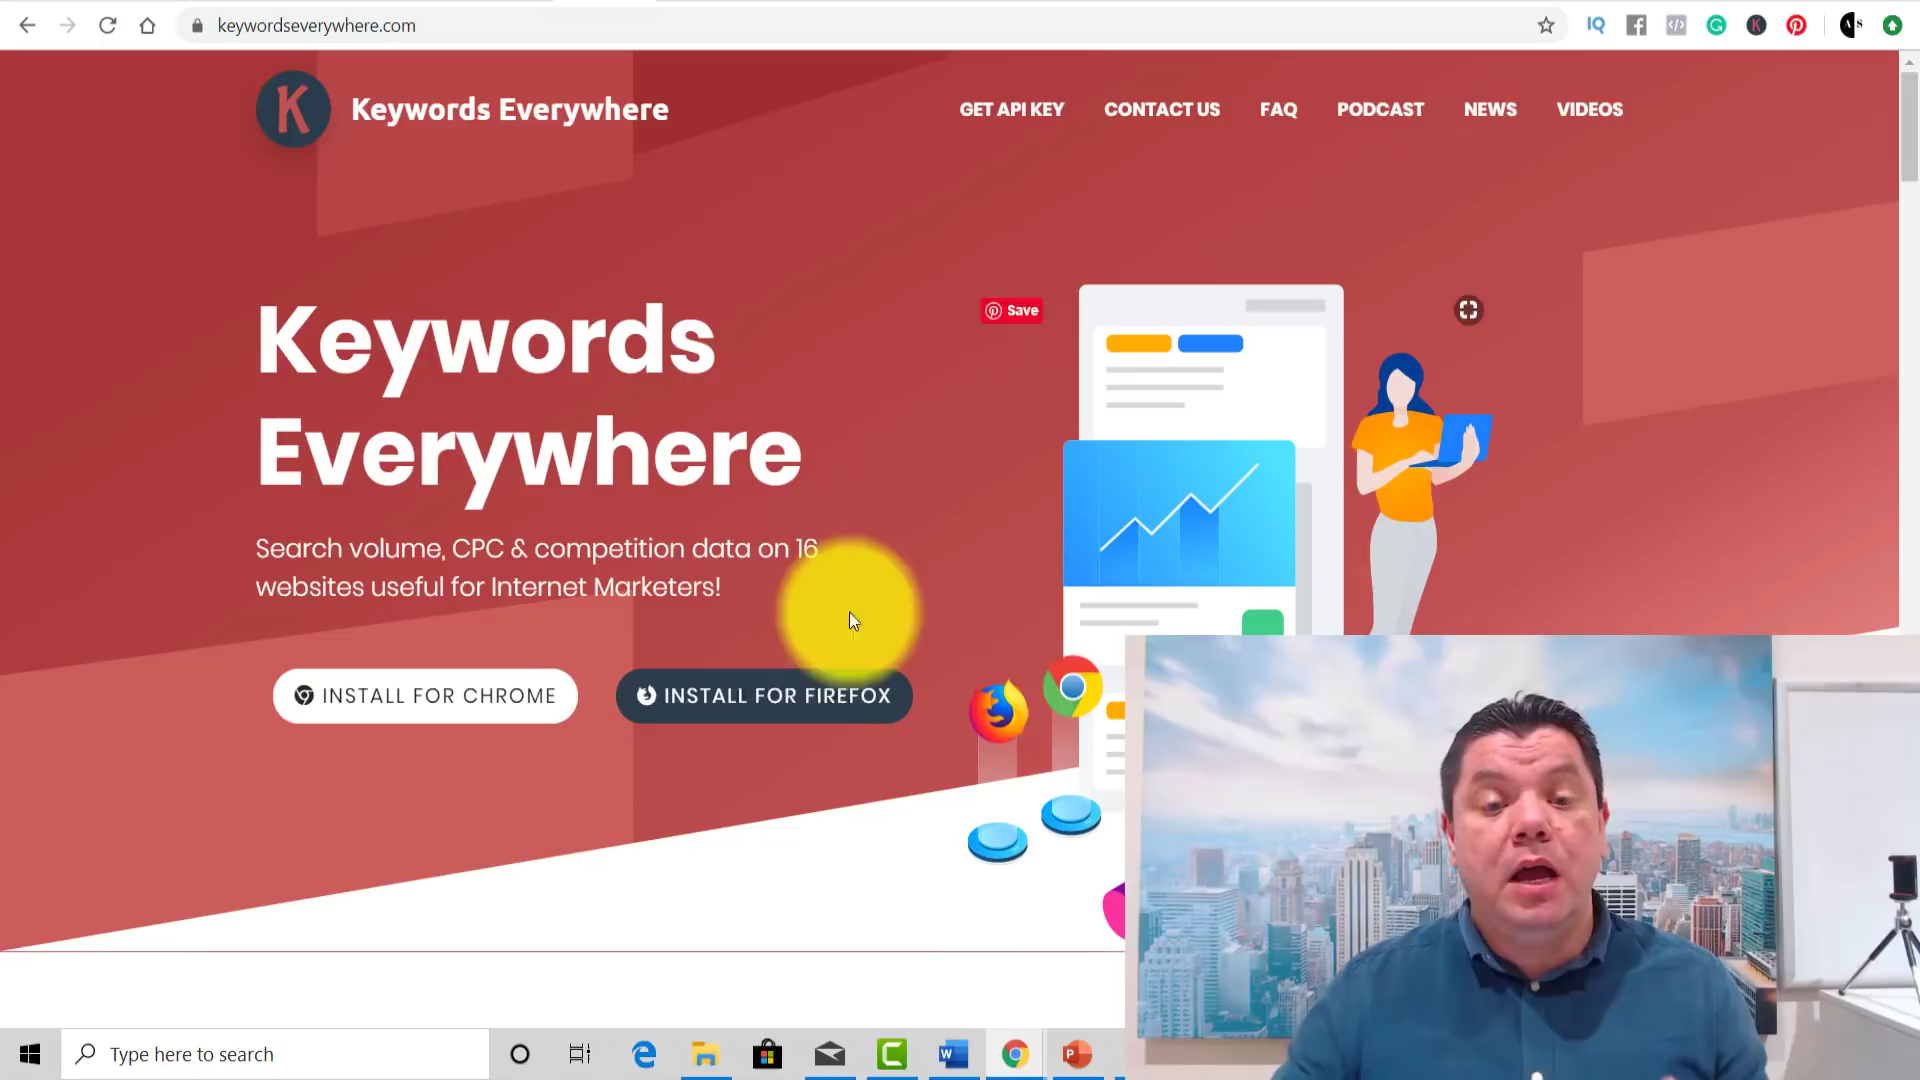 keywordseverywhere.com
IQ
K
AS
K
Keywords Everywhere
GET API KEY
CONTACT US
FAQ
PODCAST
NEWS
VIDEOS
Keywords
Everywhere
Save
Search volume, CPC & competition data on 16
websites useful for Internet Marketers!
INSTALL FOR CHROME
INSTALL FOR FIREFOX
Type here to search
W
P